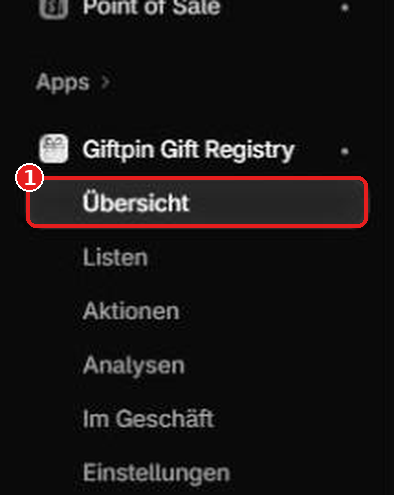 Point of Sale
Apps >
Giftpin Gift Registry
1
Übersicht
Listen
Aktionen
Analysen
Im Geschäft
Einstellungen